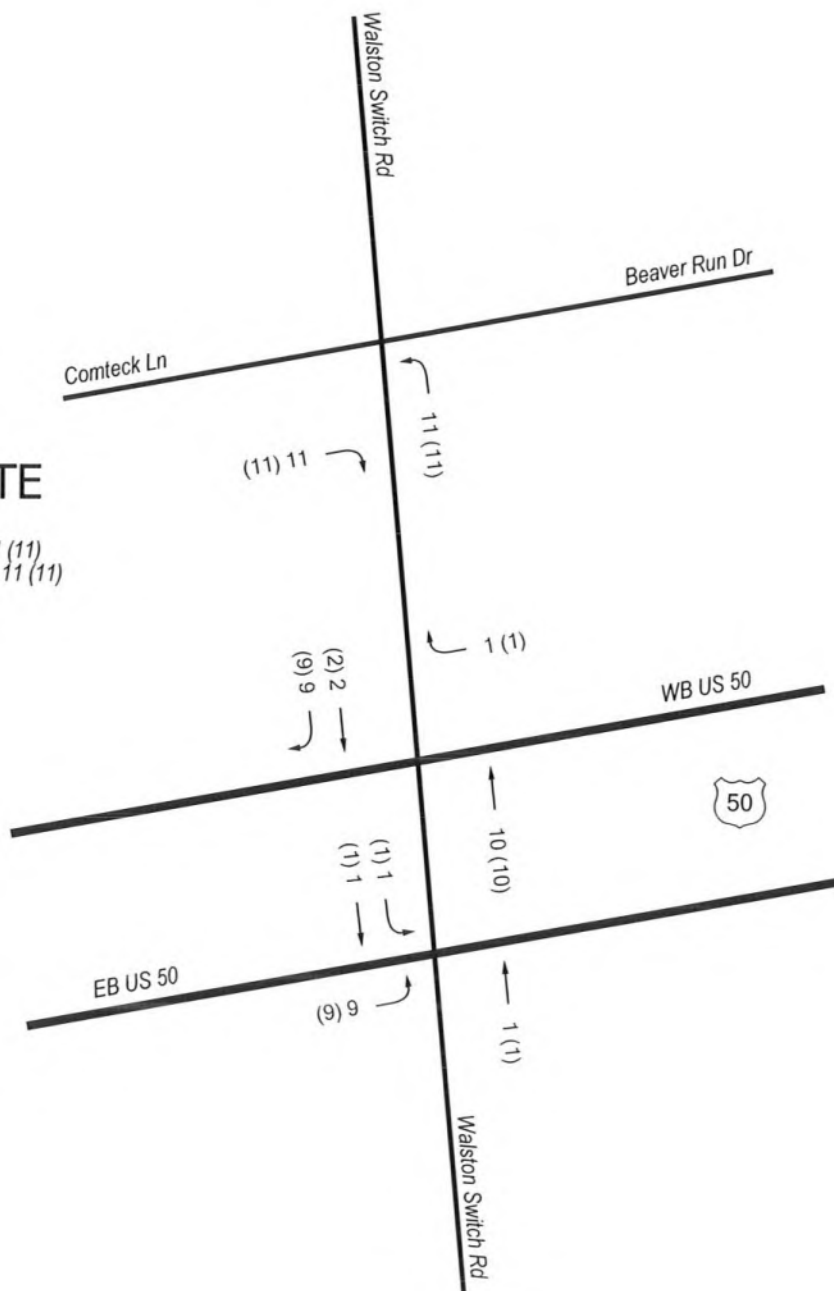 Walston Switch Rd
Beaver Run Dr
Comteck Ln
11 (11)
(11) 11
TE
(11)
11 (11)
1 (1)
(2) 2
(9) 9
WB US 50
50
10 (10)
(1) 1
(1) 1
EB US 50
(9) 9
1 (1)
Walston Switch Rd